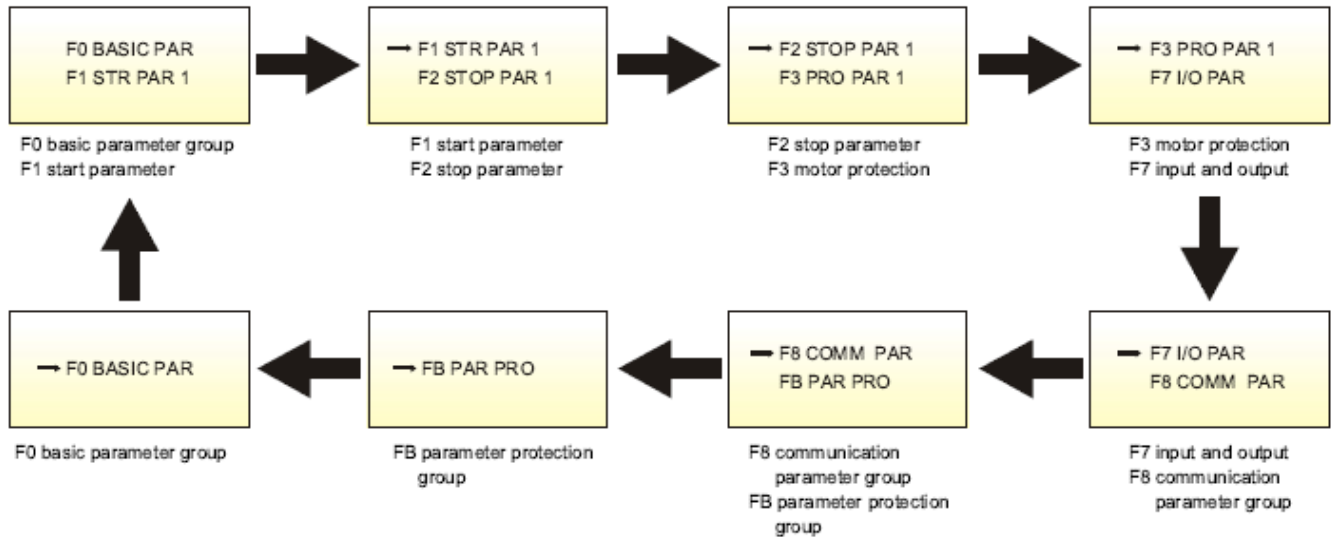 F0 BASIC PAR
F1 STR PAR 1
F0 basic parameter group
F1 start parameter
F1 STR PAR 1
F2 STOP PAR 1
F1 start parameter
F2 stop parameter
F2 STOP PAR 1
F3 PRO PAR 1
F2 stop parameter
F3 motor protection
F3 PRO PAR 1
F7 I/O PAR
F3 motor protection
F7 input and output
F0 BASIC PAR
F0 basic parameter group
FB PAR PRO
FB parameter protection
group
F8 COMM PAR
FB PAR PRO
F8 communication
parameter group
FB parameter protection
group
F7 I/O PAR
F8 COMM PAR
F7 input and output
F8 communication
parameter group